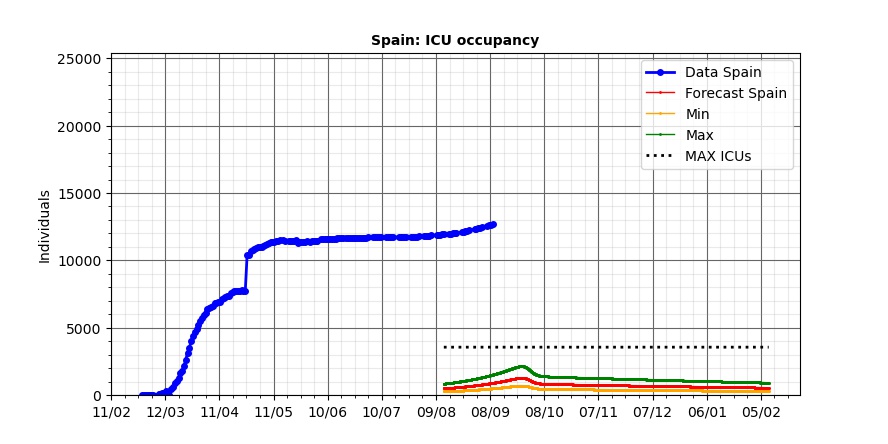 Spain: ICU occupancy
Individuals
25000
20000
15000
10000
5000
0
11/02 12/03 11/04 11/05 10/06 10/07 09/08 08/09 08/10 07/11 07/12 06/01 05/02
Data Spain
Forecast Spain
Min
Max
MAX ICUs